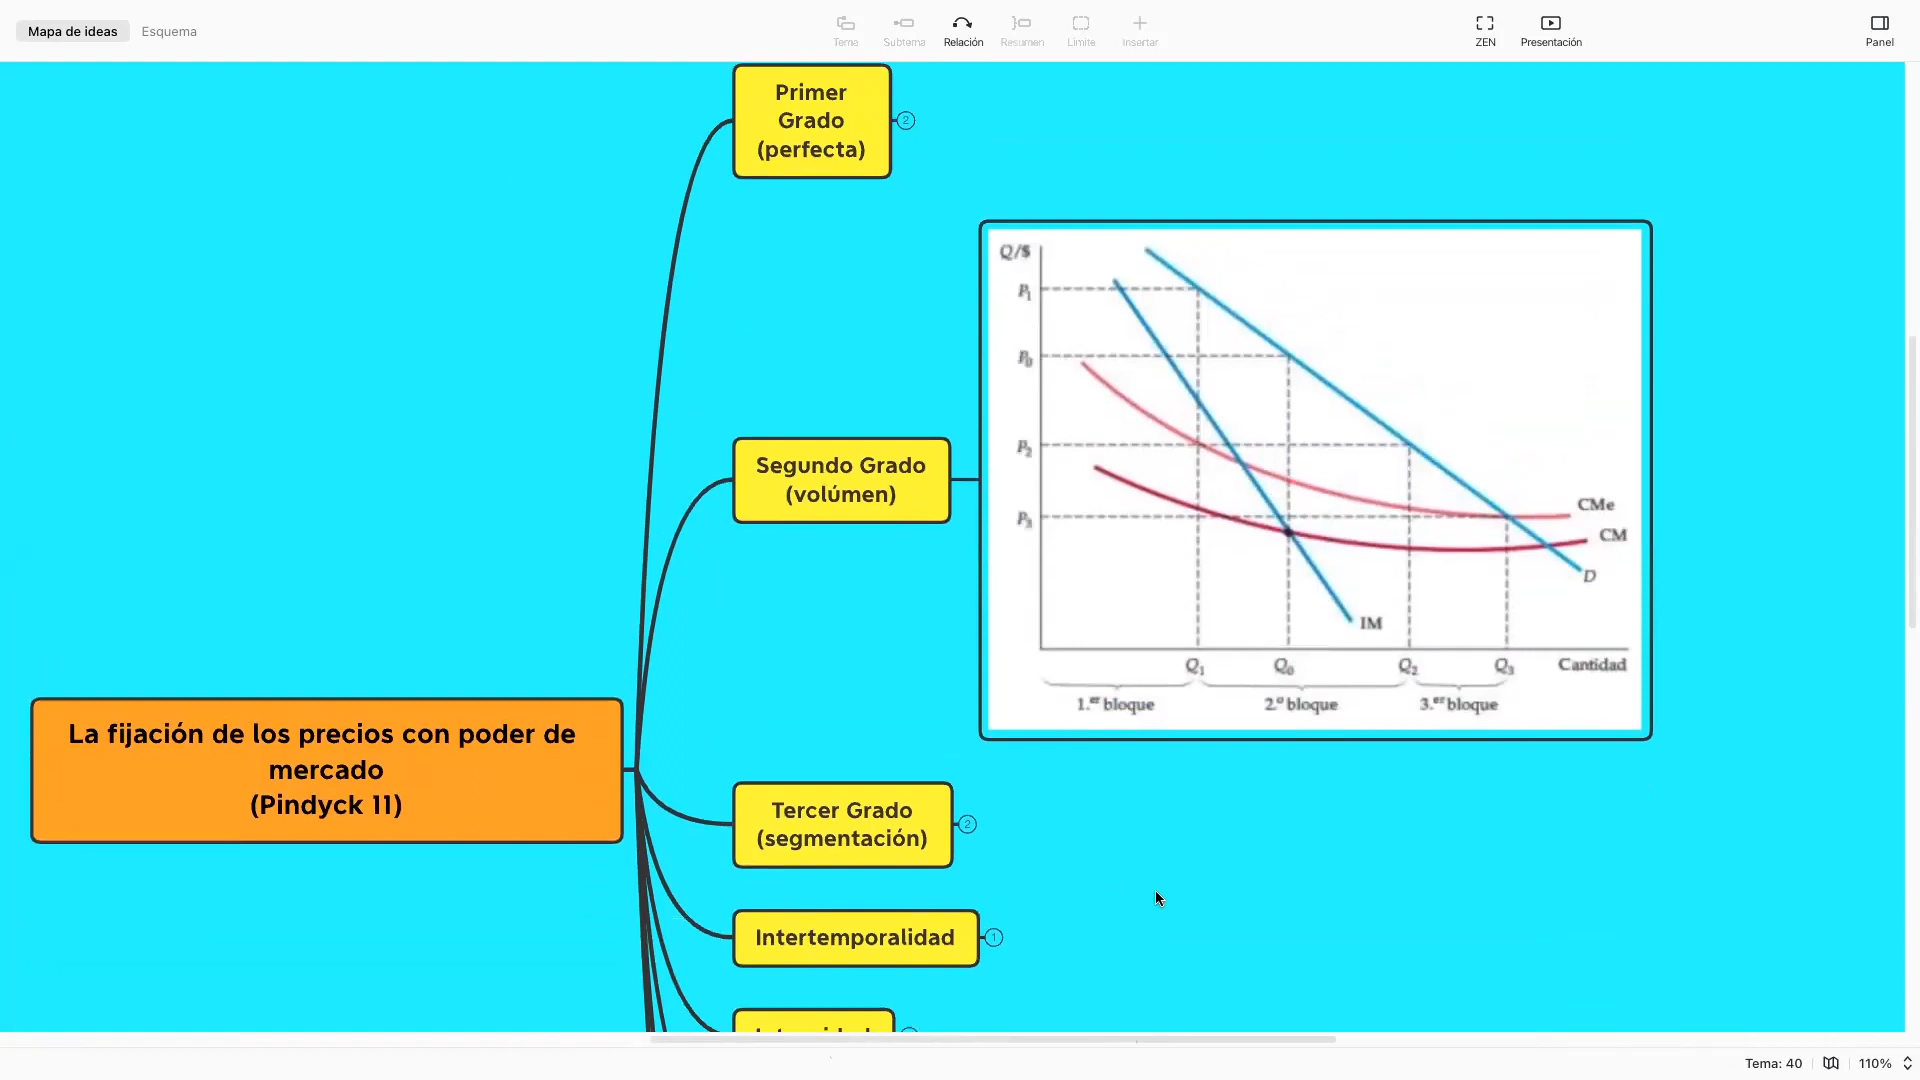 Mapa de ideas
Esquema
Tema
Subtema
Relación
Resumen
Límite
Insertar
ZEN
Presentación
Panel
Primer
Grado
(perfecta)
2
Segundo Grado
(volúmen)
Q/$
P1
P0
P2
P3
CMe
CM
D
IM
Q1
Q0
Q2
Q3
Cantidad
1.er bloque
2.o bloque
3.er bloque
La fijación de los precios con poder de
mercado
(Pindyck 11)
Tercer Grado
(segmentación)
2
Intertemporalidad
1
Tema: 40
110%